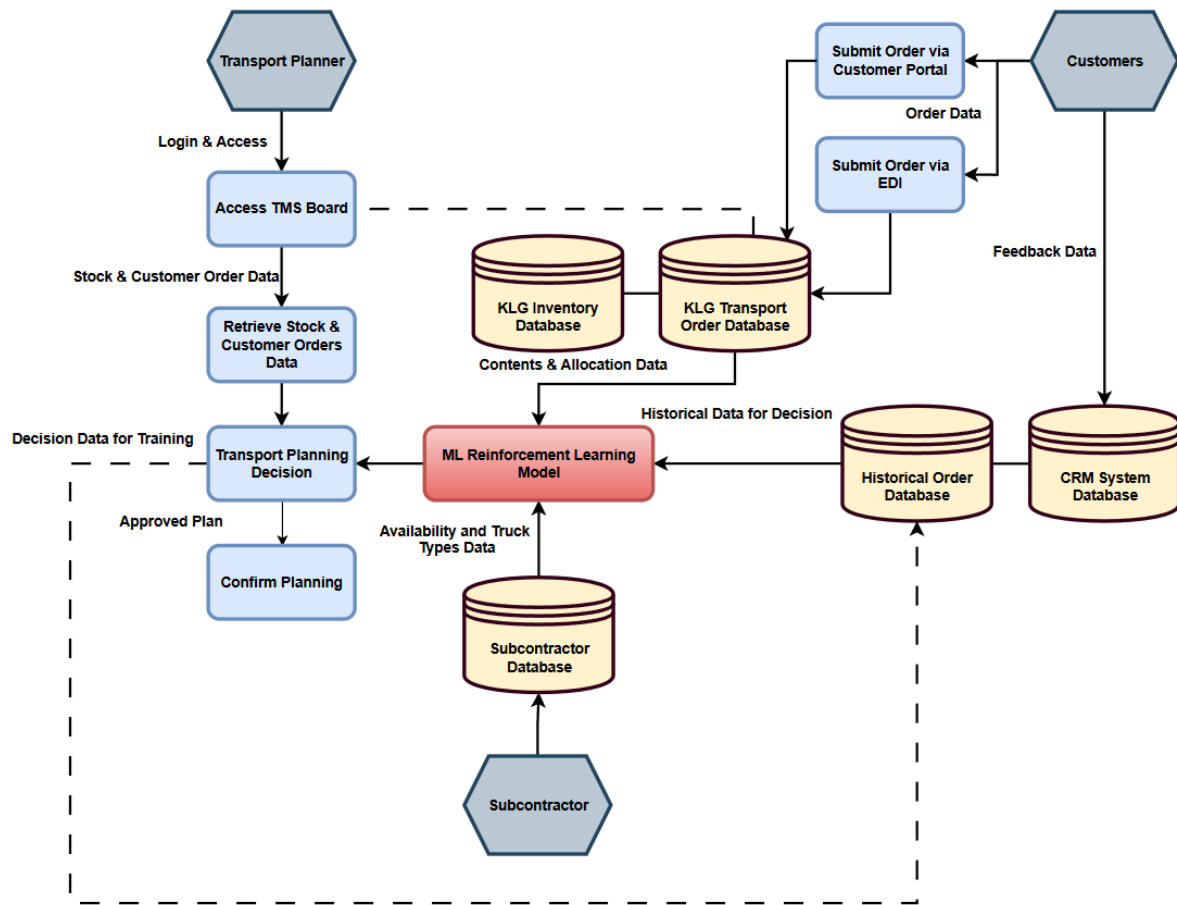 Transport Planner
Submit Order via
Customer Portal
Customers
Order Data
Login & Access
Submit Order via
EDI
Access TMS Board
Feedback Data
Stock & Customer Order Data
KLG Inventory
Database
KLG Transport
Order Database
Retrieve Stock &
Customer Orders
Data
Contents & Allocation Data
Historical Data for Decision
Decision Data for Training
Transport Planning
Decision
ML Reinforcement Learning
Model
Historical Order
Database
CRM System
Database
Approved Plan
Availability and Truck
Types Data
Confirm Planning
Subcontractor
Database
Subcontractor